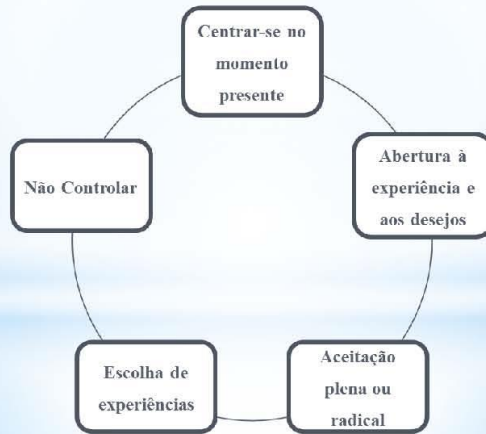 Centrar-se no
momento
presente
Abertura à
experiência e
aos desejos
Aceitação
plena ou
radical
Escolha de
experiências
Não Controlar